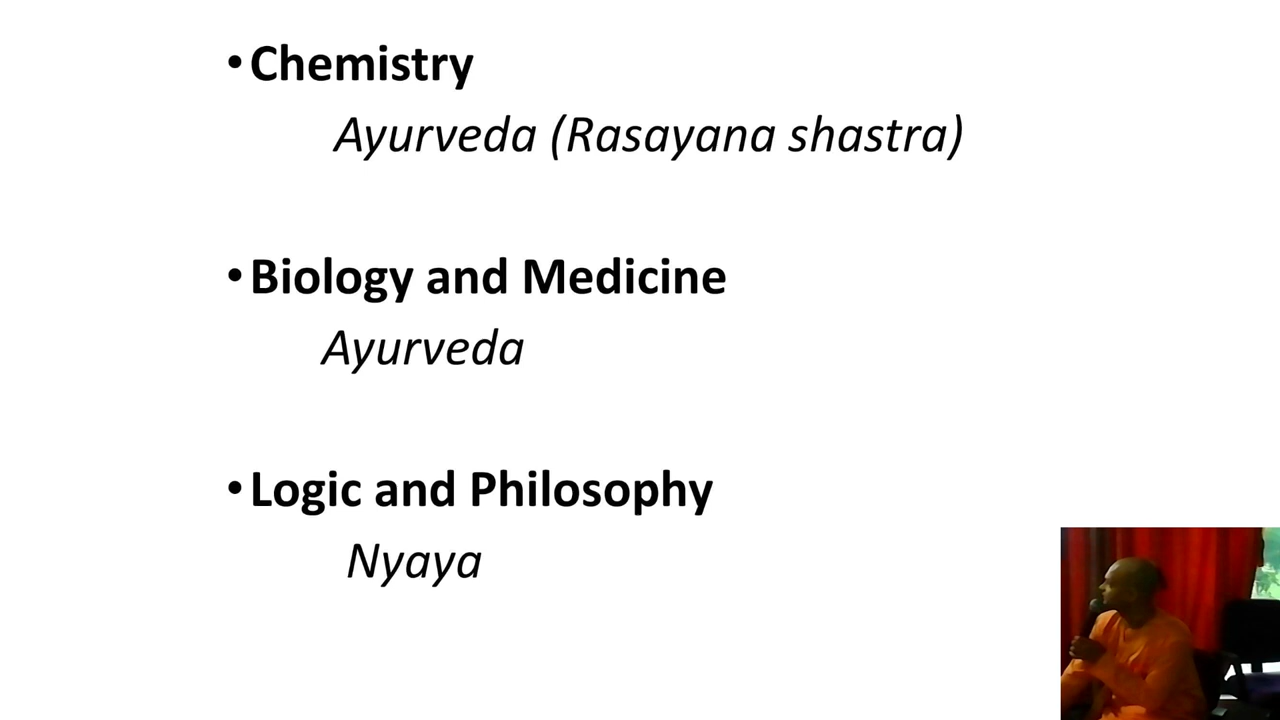 • Chemistry
Ayurveda (Rasayana shastra)
• Biology and Medicine
Ayurveda
• Logic and Philosophy
Nyaya